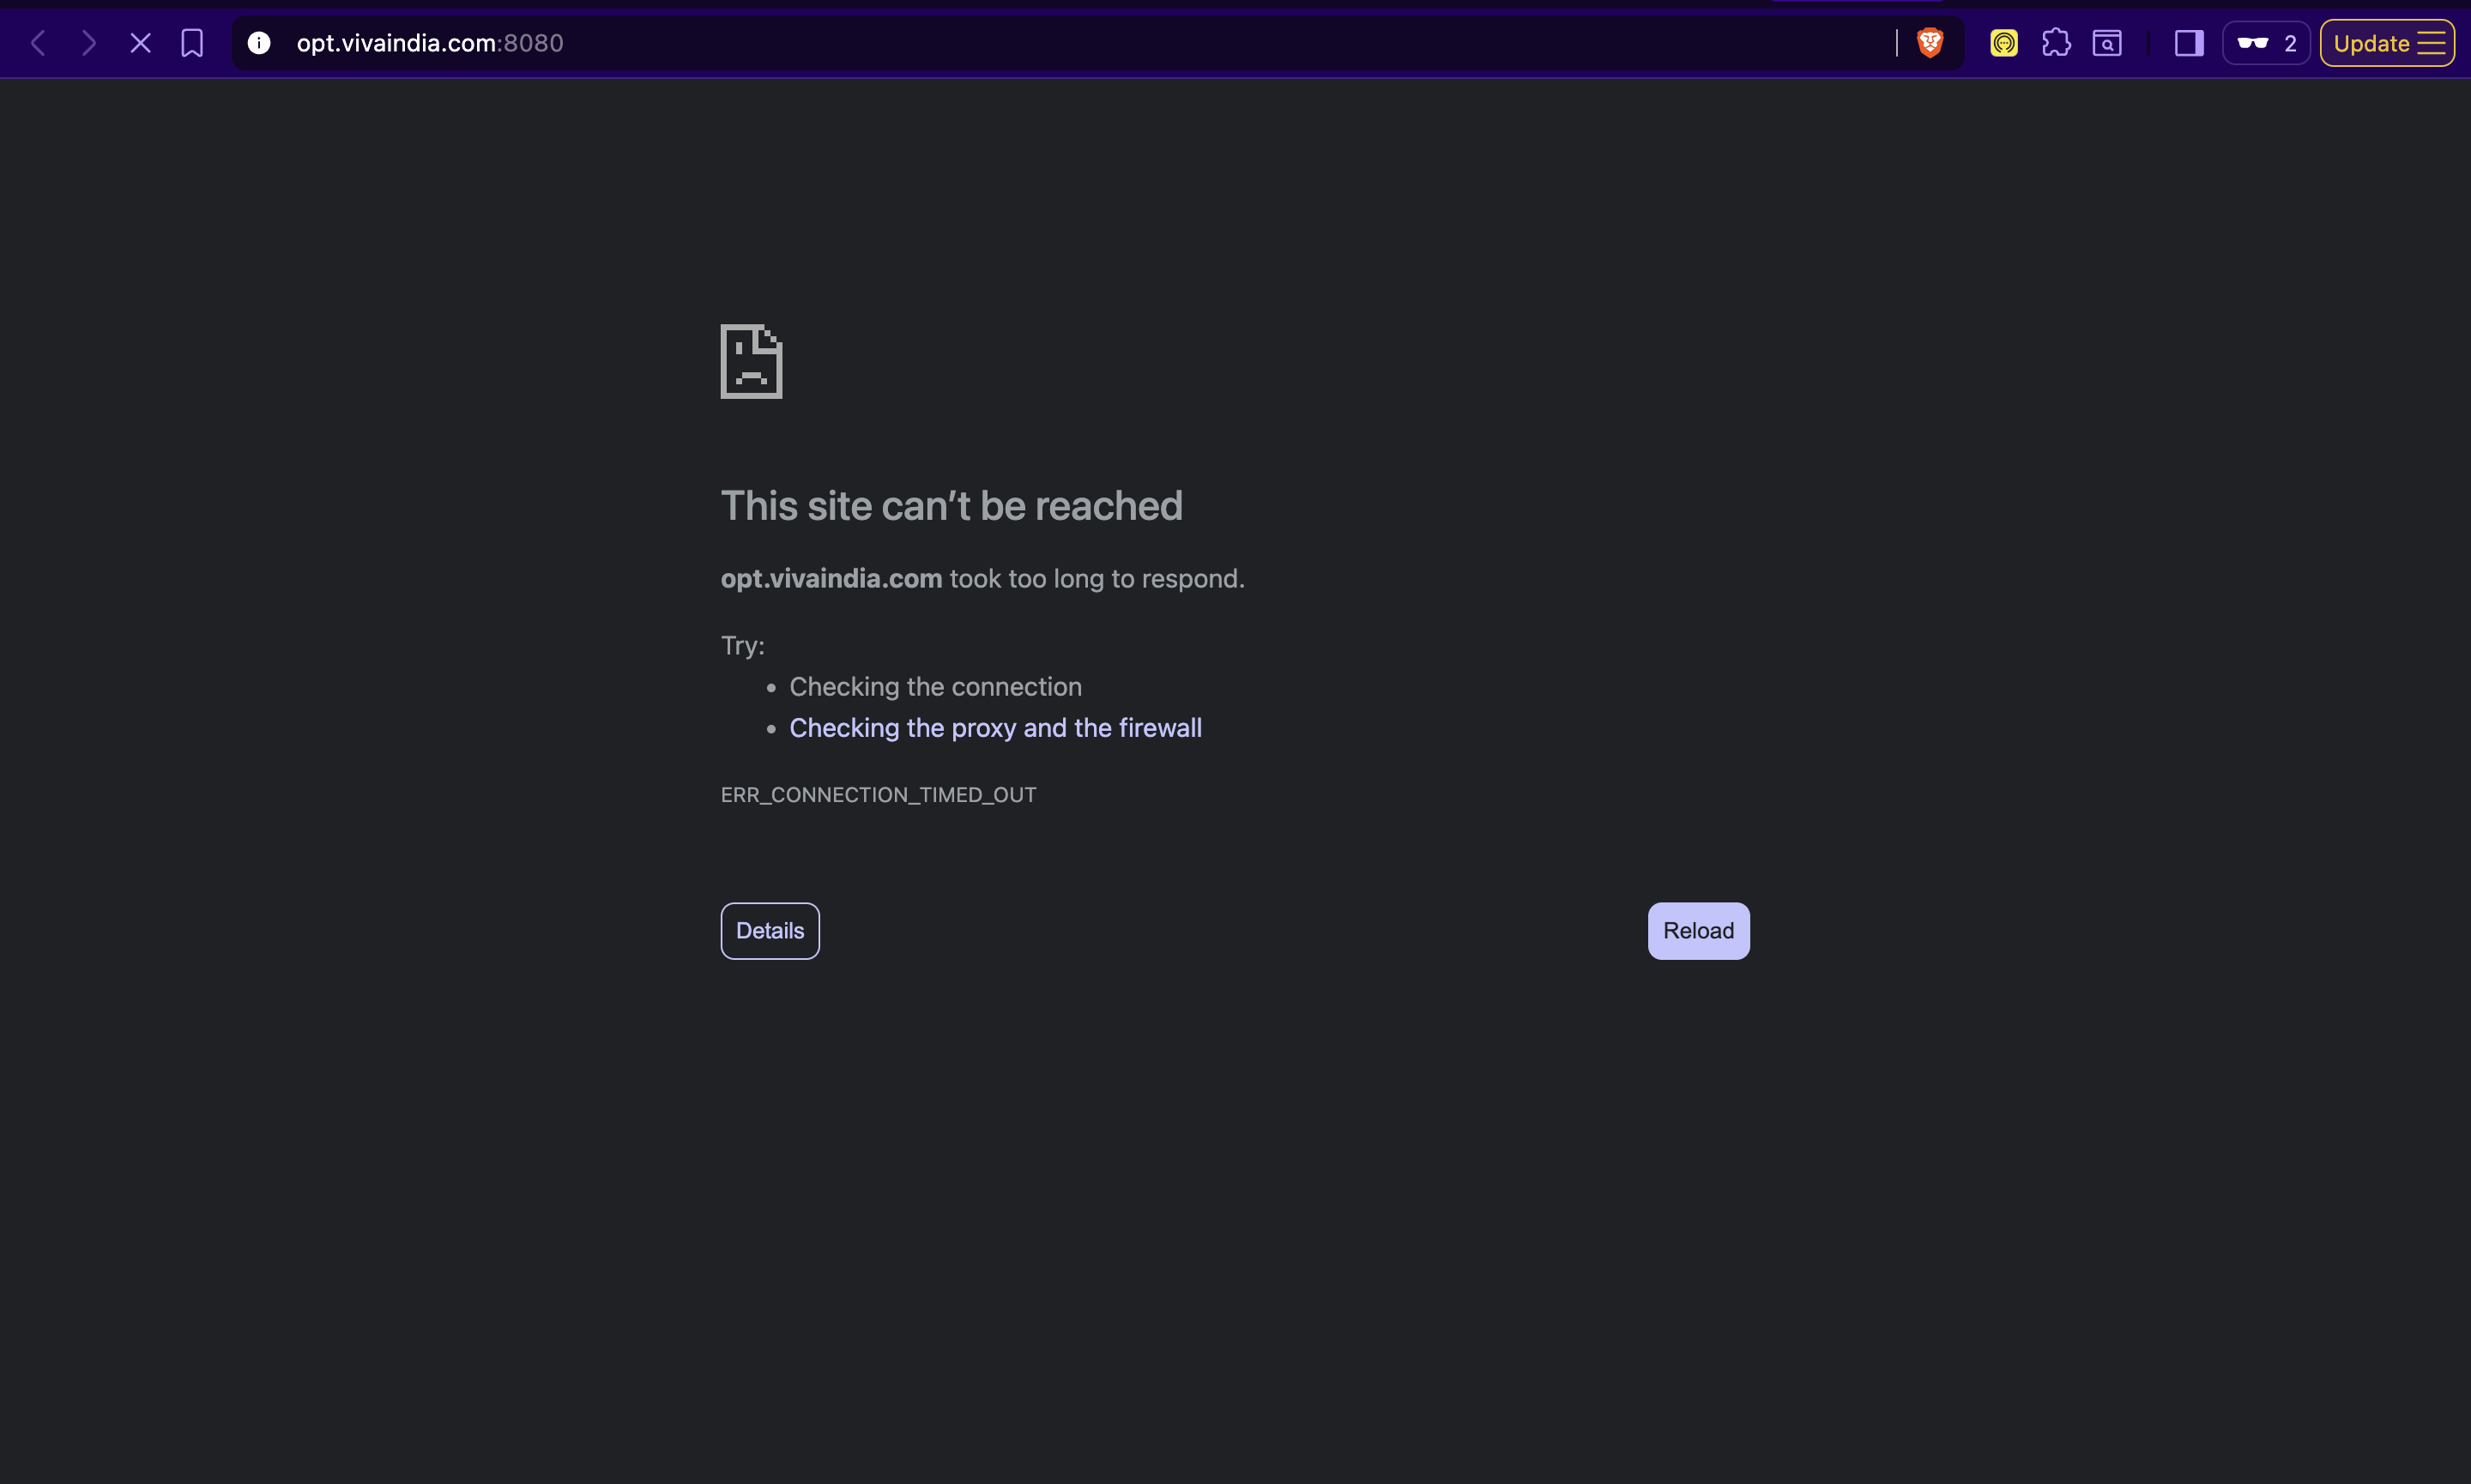 opt.vivaindia.com:8080
2
Update
This site can’t be reached
opt.vivaindia.com took too long to respond.
Try:
Checking the connection
Checking the proxy and the firewall
ERR_CONNECTION_TIMED_OUT
Details
Reload